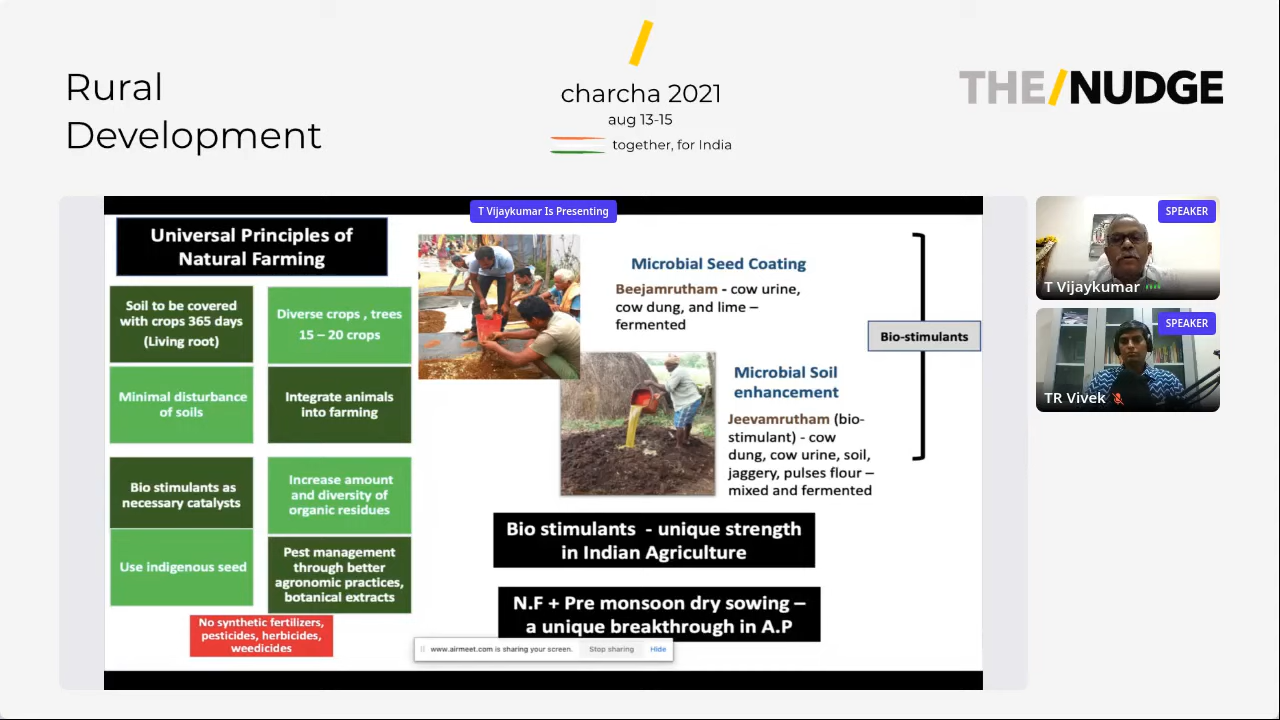 Rural
Development
charcha 2021
aug 13-15
together, for India
THE/NUDGE
T Vijaykumar Is Presenting
Universal Principles of
Natural Farming
Soil to be covered
with crops 365 days
(Living root)
Diverse crops , trees
15 – 20 crops
Minimal disturbance
of soils
Integrate animals
into farming
Bio stimulants as
necessary catalysts
Increase amount
and diversity of
organic residues
Use indigenous seed
Pest management
through better
agronomic practices,
botanical extracts
No synthetic fertilizers,
pesticides, herbicides,
weedicides
Microbial Seed Coating
Beejamrutham - cow urine,
cow dung, and lime –
fermented
Bio-stimulants
Microbial Soil
enhancement
Jeevamrutham (bio-
stimulant) - cow
dung, cow urine, soil,
jaggery, pulses flour –
mixed and fermented
Bio stimulants - unique strength
in Indian Agriculture
N.F + Pre monsoon dry sowing –
a unique breakthrough in A.P
www.airmeet.com is sharing your screen.
Stop sharing
Hide
SPEAKER
T Vijaykumar
SPEAKER
TR Vivek